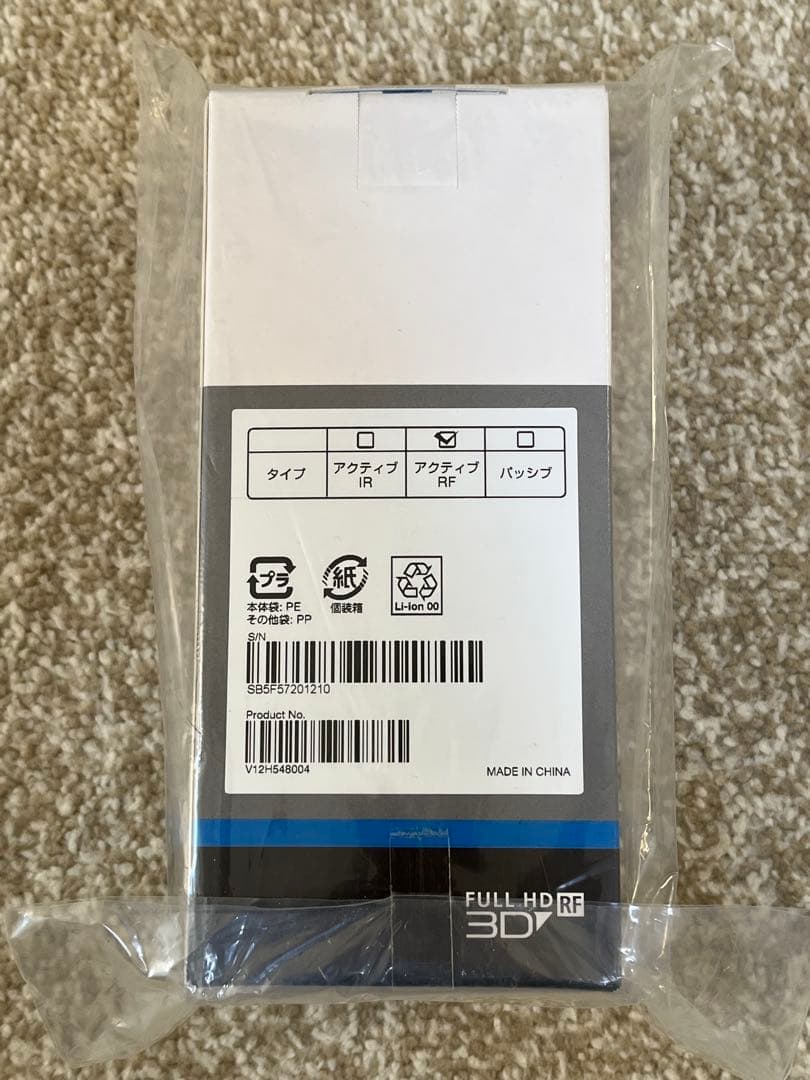 タイプ
アクティブ
IR
アクティブ
RF
パッシブ
プラ
紙
Li-ion 00
本体袋: PE
その他袋: PP
個装箱
S/N
SB5F57201210
Product No.
V12H548004
MADE IN CHINA
FULL HD RF
3D